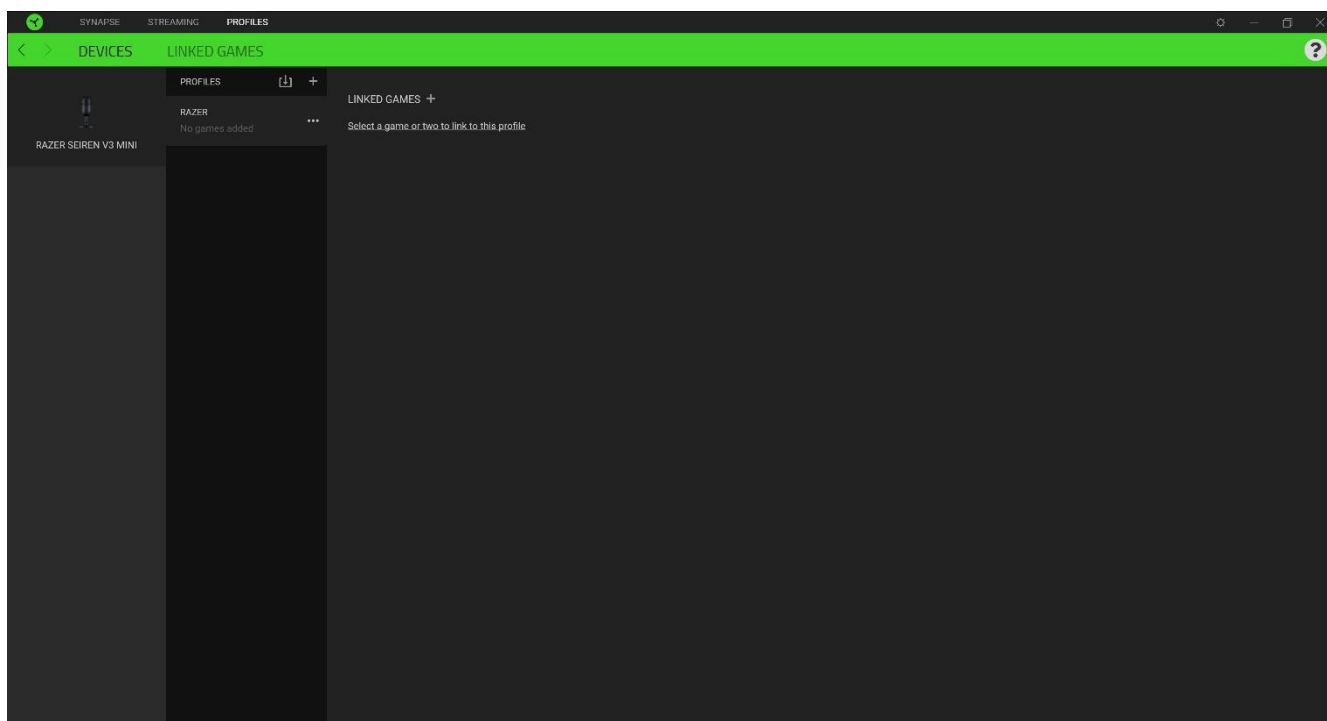 SYNAPSE STREAMING PROFILES
DEVICES LINKED GAMES ?
RAZER SEIREN V3 MINI
PROFILES
RAZER
No games added
LINKED GAMES +
Select a game or two to link to this profile